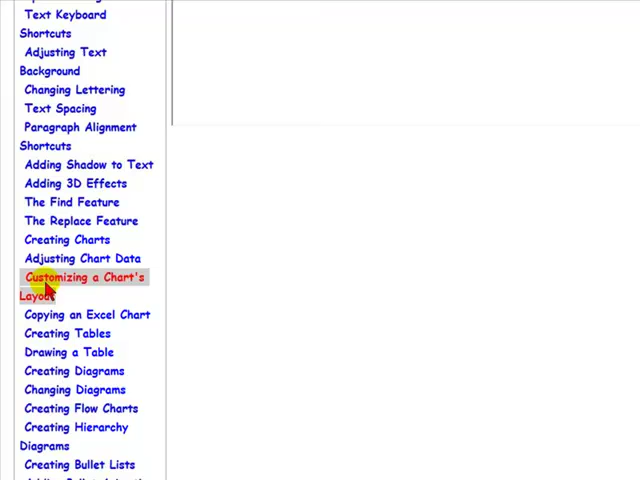 Text Keyboard
Shortcuts
Adjusting Text
Background
Changing Lettering
Text Spacing
Paragraph Alignment
Shortcuts
Adding Shadow to Text
Adding 3D Effects
The Find Feature
The Replace Feature
Creating Charts
Adjusting Chart Data
Customizing a Chart's
Layout
Copying an Excel Chart
Creating Tables
Drawing a Table
Creating Diagrams
Changing Diagrams
Creating Flow Charts
Creating Hierarchy
Diagrams
Creating Bullet Lists